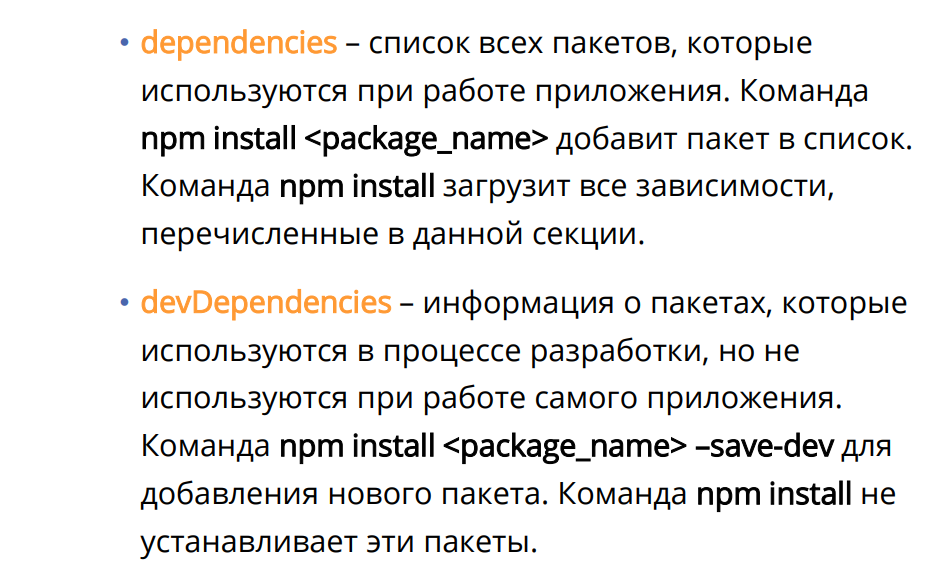 • dependencies – список всех пакетов, которые
используются при работе приложения. Команда
npm install <package_name> добавит пакет в список.
Команда npm install загрузит все зависимости,
перечисленные в данной секции.
• devDependencies – информация о пакетах, которые
используются в процессе разработки, но не
используются при работе самого приложения.
Команда npm install <package_name> –save-dev для
добавления нового пакета. Команда npm install не
устанавливает эти пакеты.